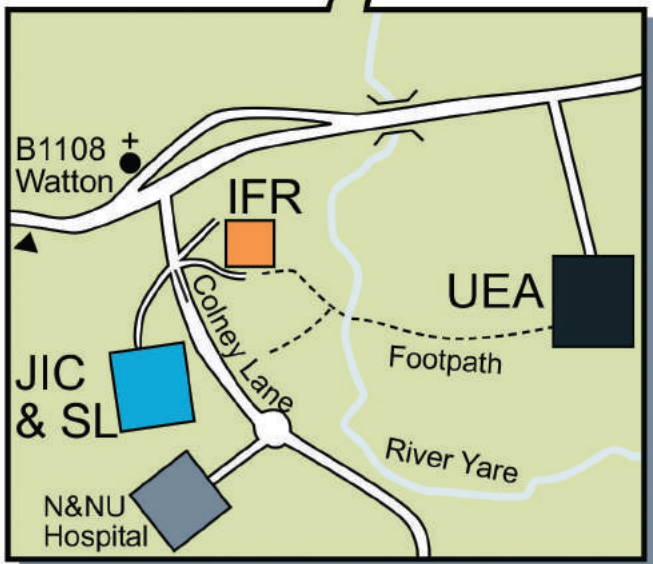 B1108
Watton
IFR
UEA
Colney Lane
Footpath
JIC
& SL
River Yare
N&NU
Hospital